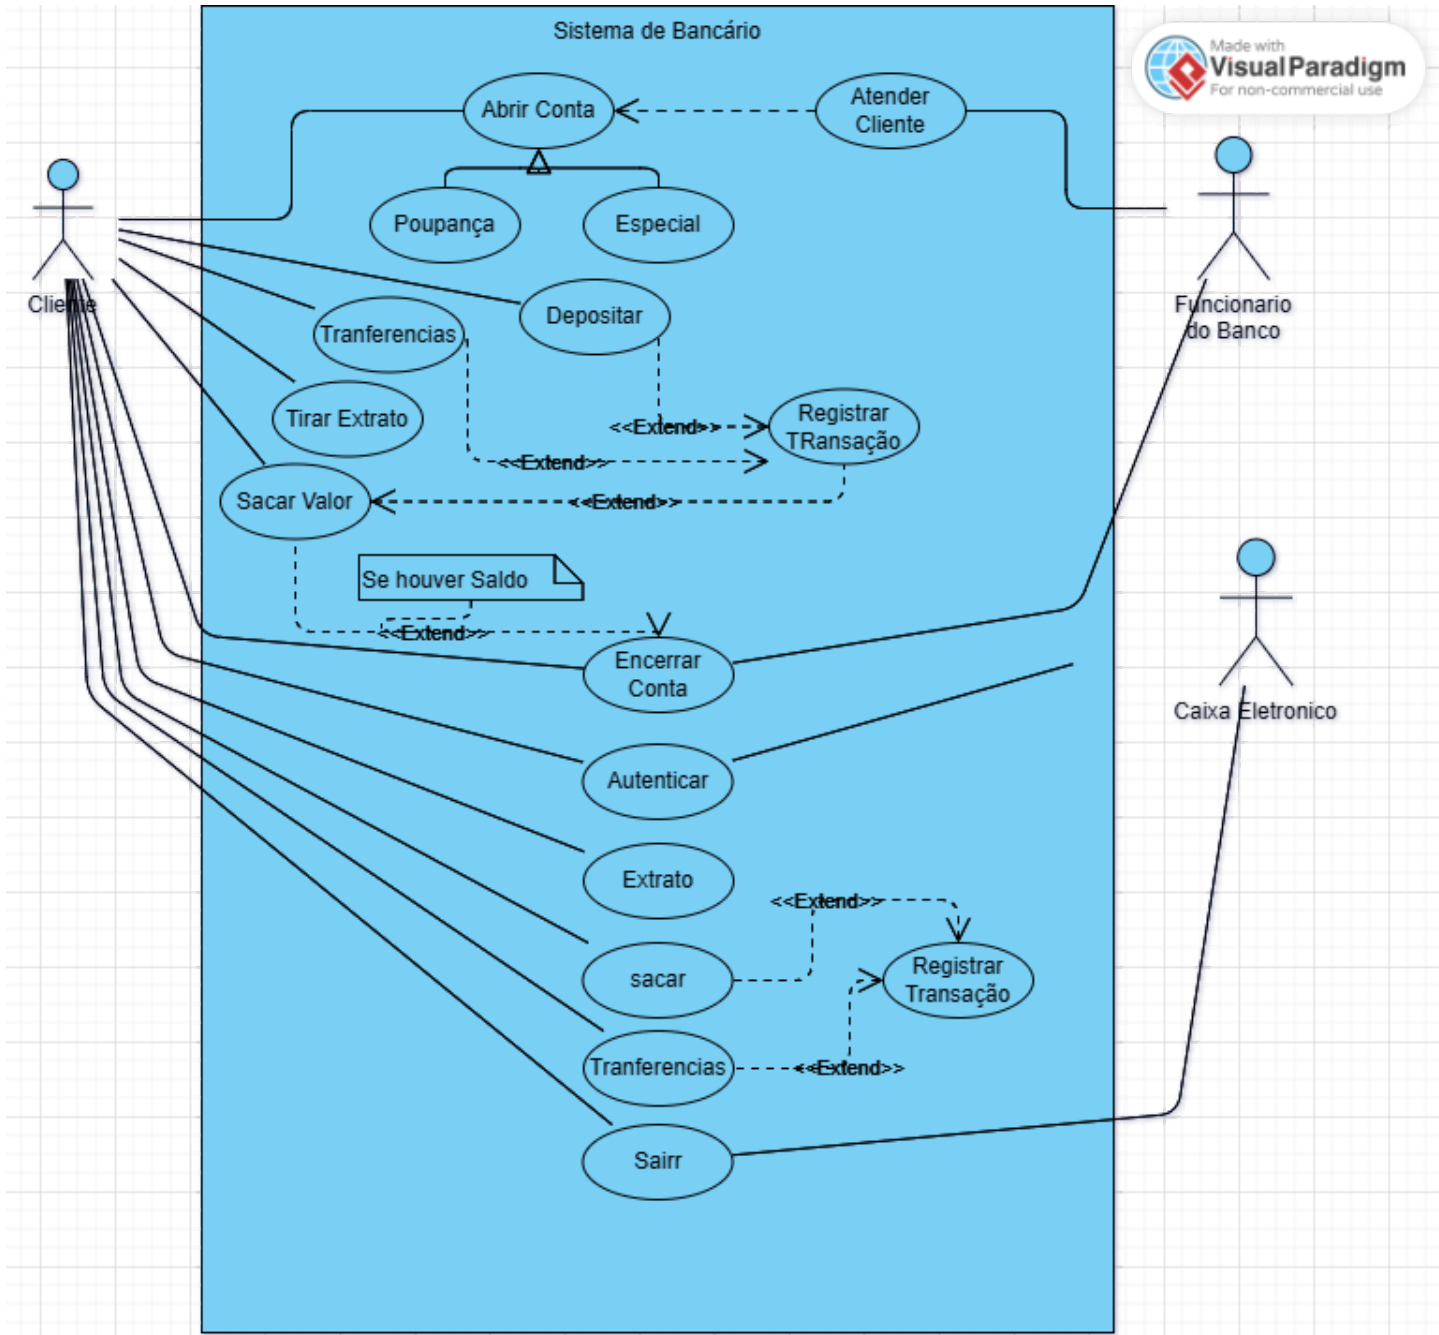 Sistema de Bancário
Made with
Visual Paradigm
For non-commercial use
Abrir Conta
Atender
Cliente
Poupança
Especial
Cliente
Funcionario
do Banco
Depositar
Tranferencias
Tirar Extrato
Registrar
TRansação
<<Extend>>
<<Extend>>
Sacar Valor
<<Extend>>
Se houver Saldo
<<Extend>>
Encerrar
Conta
Caixa Eletronico
Autenticar
Extrato
<<Extend>>
sacar
Registrar
Transação
Tranferencias
<<Extend>>
Sairr